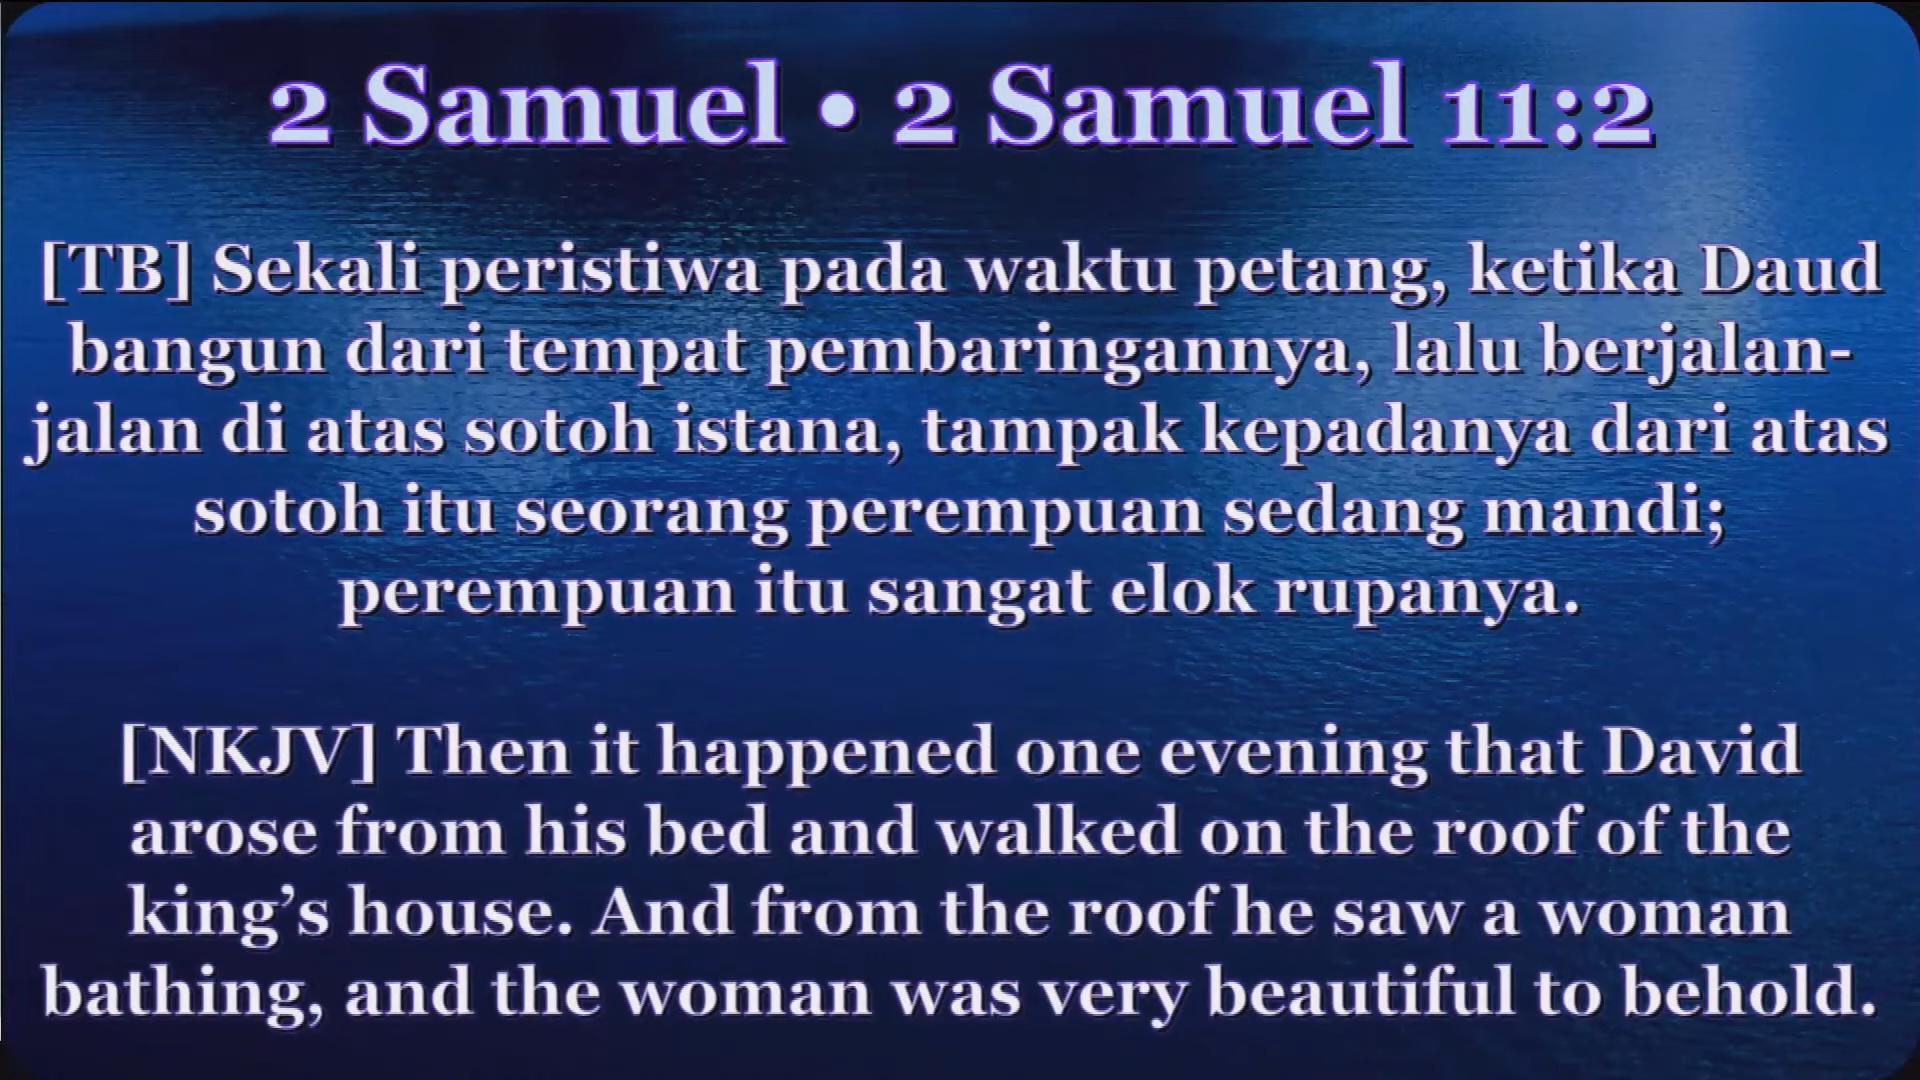 2 Samuel • 2 Samuel 11:2
[TB] Sekali peristiwa pada waktu petang, ketika Daud
bangun dari tempat pembaringannya, lalu berjalan-
jalan di atas sotoh istana, tampak kepadanya dari atas
sotoh itu seorang perempuan sedang mandi;
perempuan itu sangat elok rupanya.
[NKJV] Then it happened one evening that David
arose from his bed and walked on the roof of the
king’s house. And from the roof he saw a woman
bathing, and the woman was very beautiful to behold.